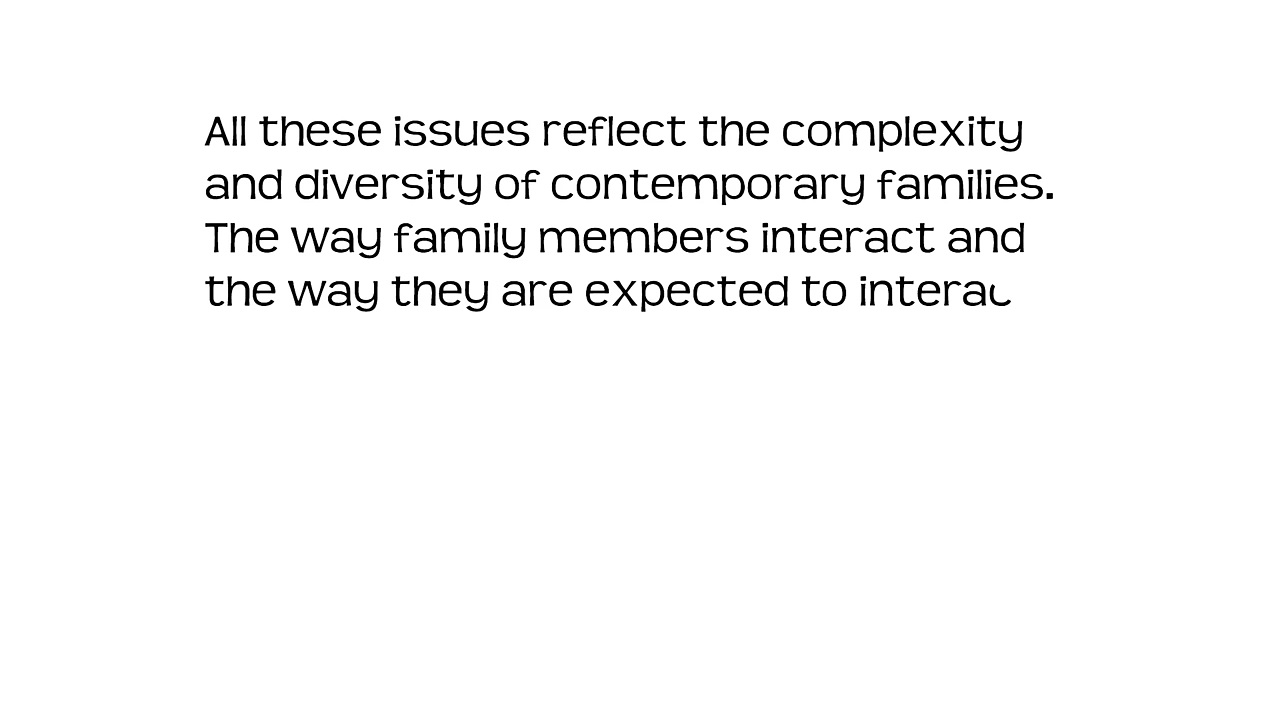 All these issues reflect the complexity
and diversity of contemporary families.
The way family members interact and
the way they are expected to interac